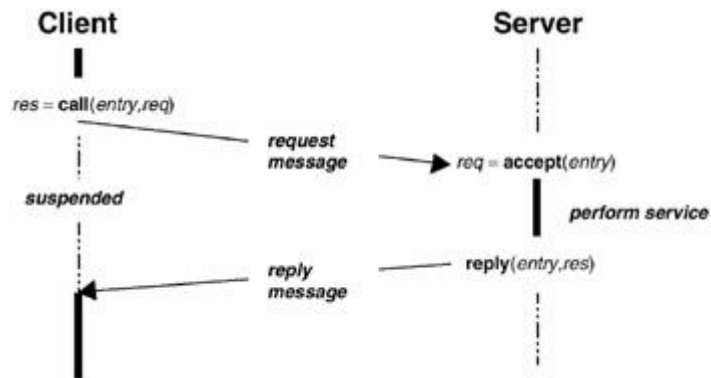 Client
Server
res = call(entry,req)
request
message
req = accept(entry)
suspended
perform service
reply(entry,res)
reply
message